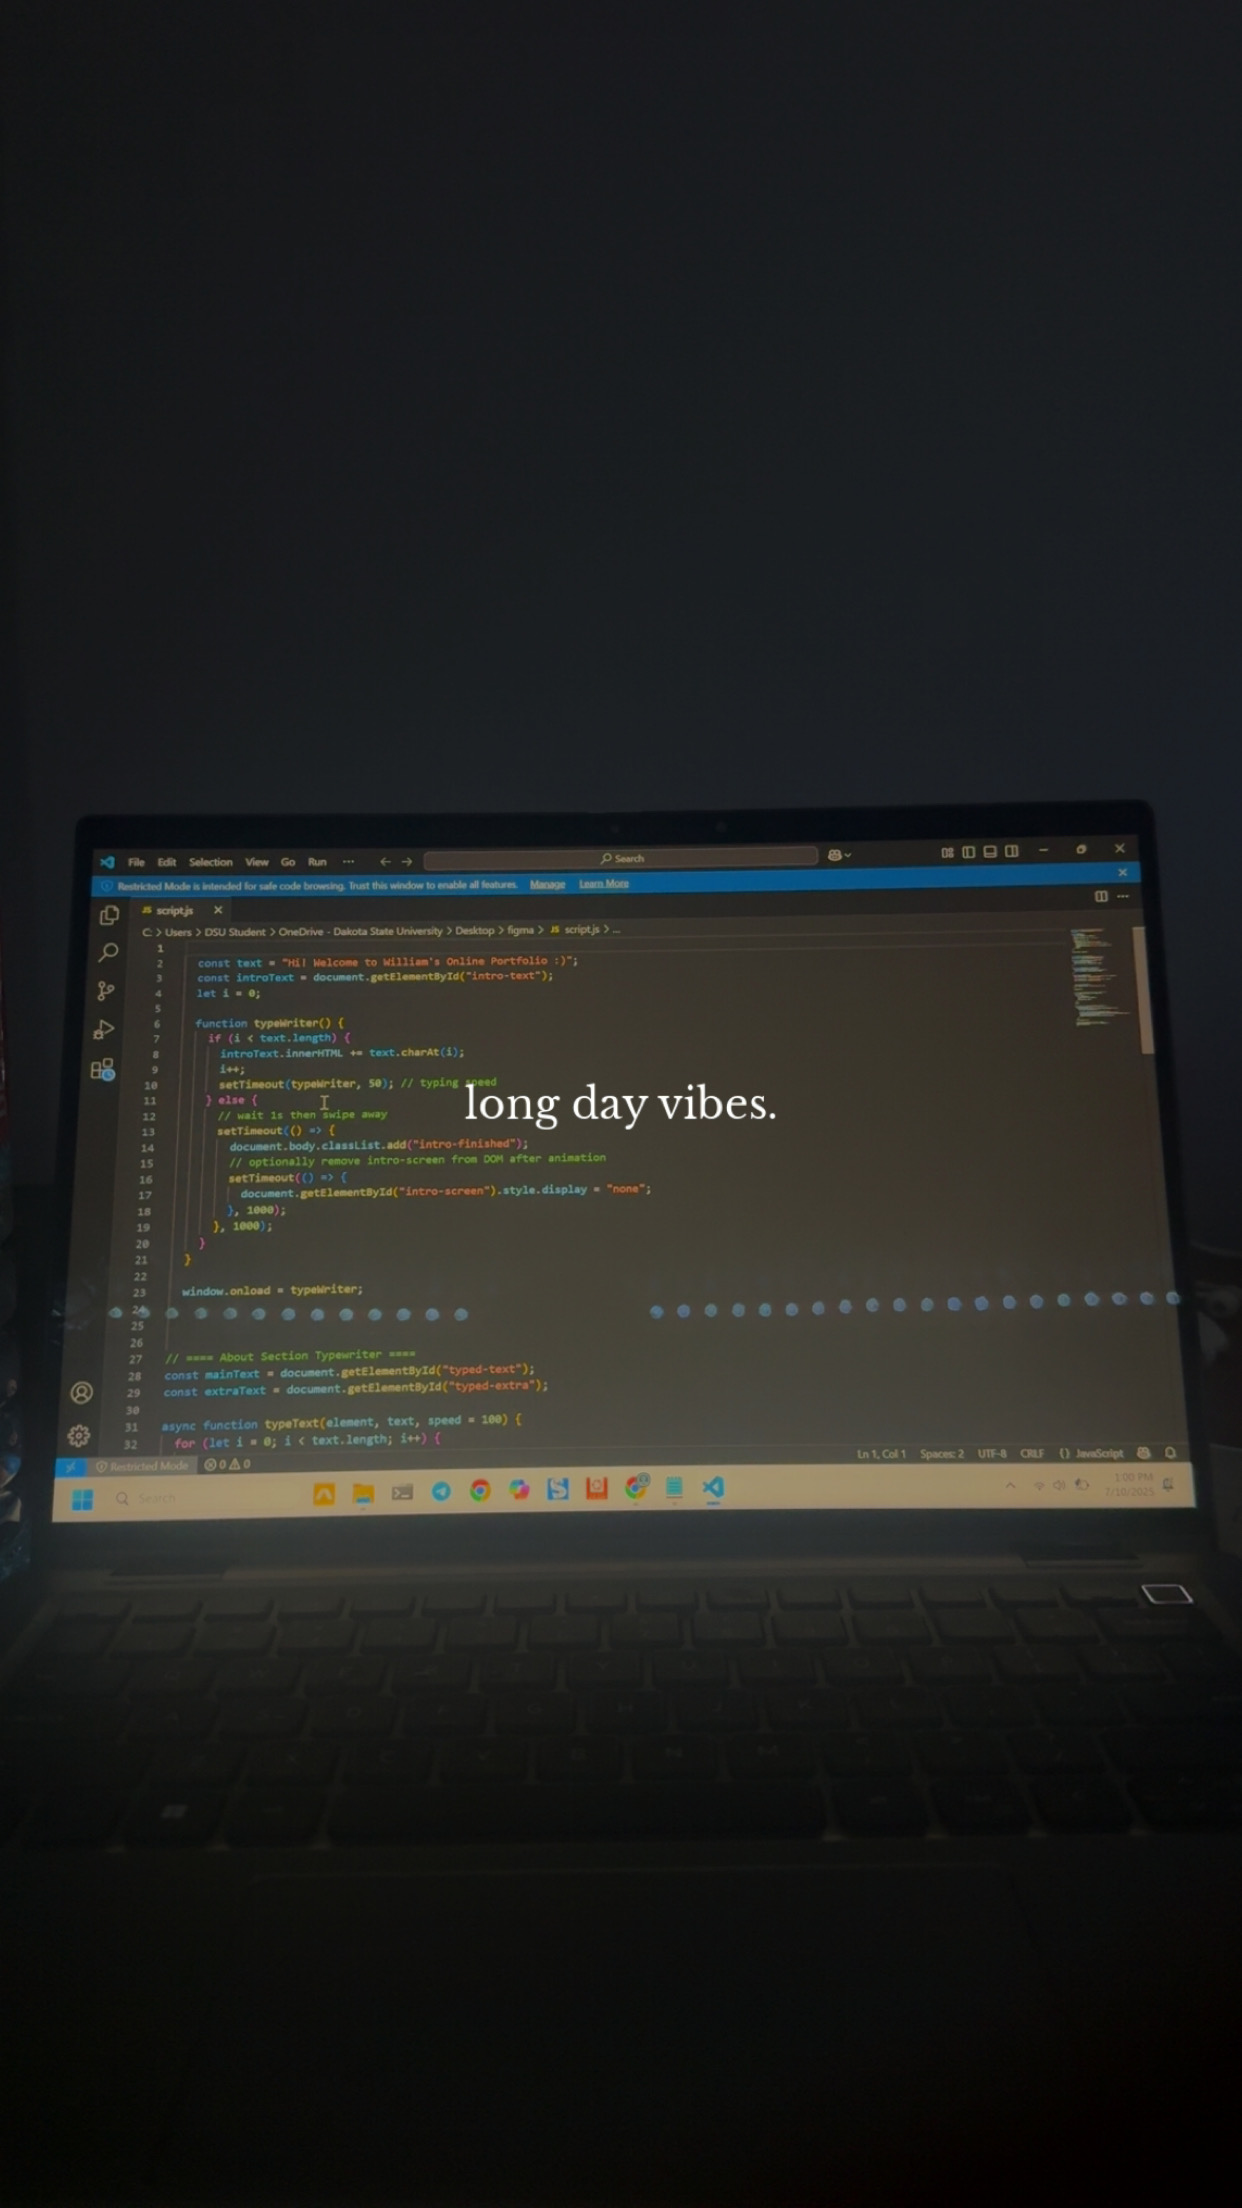 File Edit Selection View Go Run ··· Search
Restricted Mode is intended for safe code browsing. Trust this window to enable all features. Manage Learn More
JS script.js
C: > Users > DSU Student > OneDrive - Dakota State University > Desktop > figma > JS script.js > ...
1
2 const text = "Hi! Welcome to William's Online Portfolio :)";
3 const introText = document.getElementById("intro-text");
4 let i = 0;
5
6 function typeWriter() {
7 if (i < text.length) {
8 introText.innerHTML += text.charAt(i);
9 i++;
10 setTimeout(typeWriter, 50); // typing speed
11 } else {
long day vibes.
12 // wait 1s then swipe away
13 setTimeout(() => {
14 document.body.classList.add("intro-finished");
15 // optionally remove intro-screen from DOM after animation
16 setTimeout(() => {
17 document.getElementById("intro-screen").style.display = "none";
18 }, 1000);
19 }, 1000);
20 }
21 }
22
23 window.onload = typeWriter;
24
25
26
27 // ==== About Section Typewriter ====
28 const mainText = document.getElementById("typed-text");
29 const extraText = document.getElementById("typed-extra");
30
31 async function typeText(element, text, speed = 100) {
32 for (let i = 0; i < text.length; i++) {
Restricted Mode 0 0 Ln 1, Col 1 Spaces: 2 UTF-8 CRLF {} JavaScript
Search 1:00 PM
7/10/2025